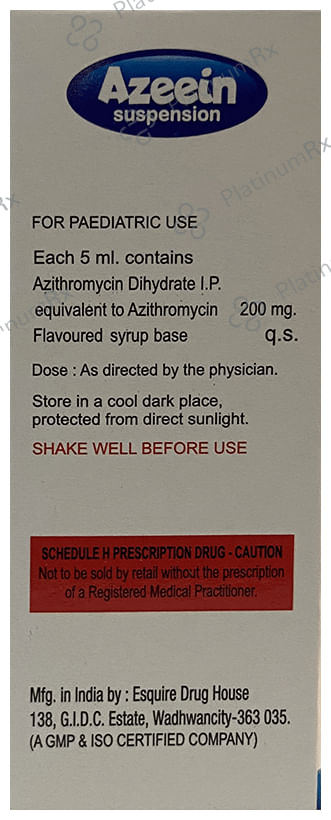 Azeein
suspension
PlatinumRx
FOR PAEDIATRIC USE
Each 5 ml. contains
Azithromycin Dihydrate I.P.
equivalent to Azithromycin 200 mg.
Flavoured syrup base q.s.
Dose : As directed by the physician.
Store in a cool dark place,
protected from direct sunlight.
SHAKE WELL BEFORE USE
SCHEDULE H PRESCRIPTION DRUG - CAUTION
Not to be sold by retail without the prescription
of a Registered Medical Practitioner.
Mfg. in India by : Esquire Drug House
138, G.I.D.C. Estate, Wadhwancity-363 035.
(A GMP & ISO CERTIFIED COMPANY)